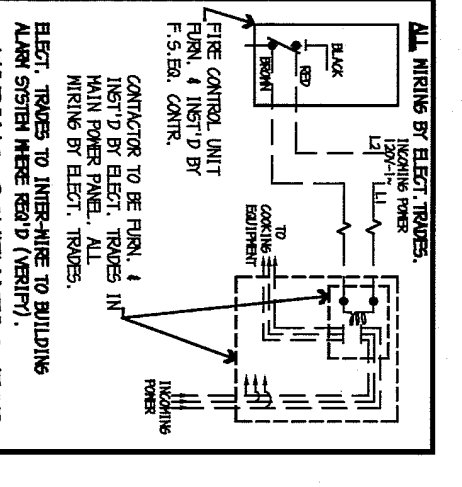 ALL WIRING BY ELECT. TRADES.
INCOMING POWER
120V-1~
L2
L1
BLACK
RED
BROWN
TO
COOKING
EQUIPMENT
INCOMING
POWER
FIRE CONTROL UNIT
FURN. & INST'D BY
F.S.EQ. CONTR.
CONTACTOR TO BE FURN. &
INST'D BY ELECT. TRADES IN
MAIN POWER PANEL. ALL
WIRING BY ELECT. TRADES.
ELECT. TRADES TO INTER-WIRE TO BUILDING
ALARM SYSTEM WHERE REQ'D (VERIFY).